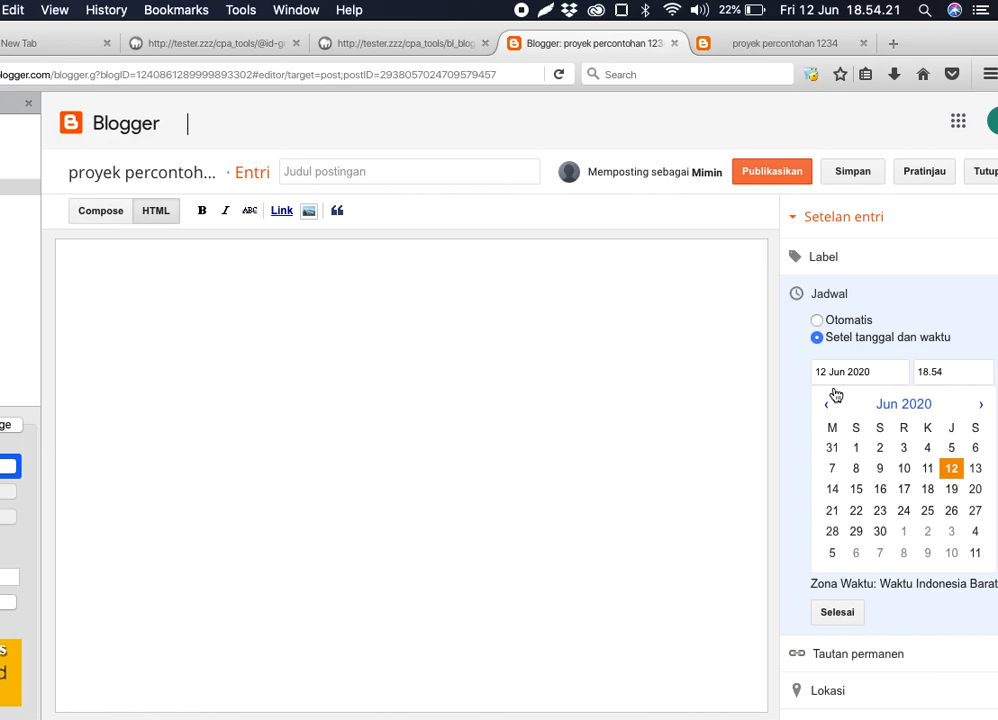 Edit View History Bookmarks Tools Window Help 22% Fri 12 Jun 18.54.21
New Tab http://tester.zzz/cpa_tools/@id-g http://tester.zzz/cpa_tools/bl_blog Blogger: proyek percontohan 123 proyek percontohan 1234
logger.com/blogger.g?blogID=1240861289999893302#editor/target=post;postID=2938057024709579457 Search
Blogger
proyek percontoh... · Entri Judul postingan Memposting sebagai Mimin Publikasikan Simpan Pratinjau Tutup
Compose HTML B I ABC Link
Setelan entri
Label
Jadwal
Otomatis
Setel tanggal dan waktu
12 Jun 2020 18.54
‹ Jun 2020 ›
M S S R K J S
31 1 2 3 4 5 6
7 8 9 10 11 12 13
14 15 16 17 18 19 20
21 22 23 24 25 26 27
28 29 30 1 2 3 4
5 6 7 8 9 10 11
Zona Waktu: Waktu Indonesia Barat
Selesai
Tautan permanen
Lokasi
ge
s
d